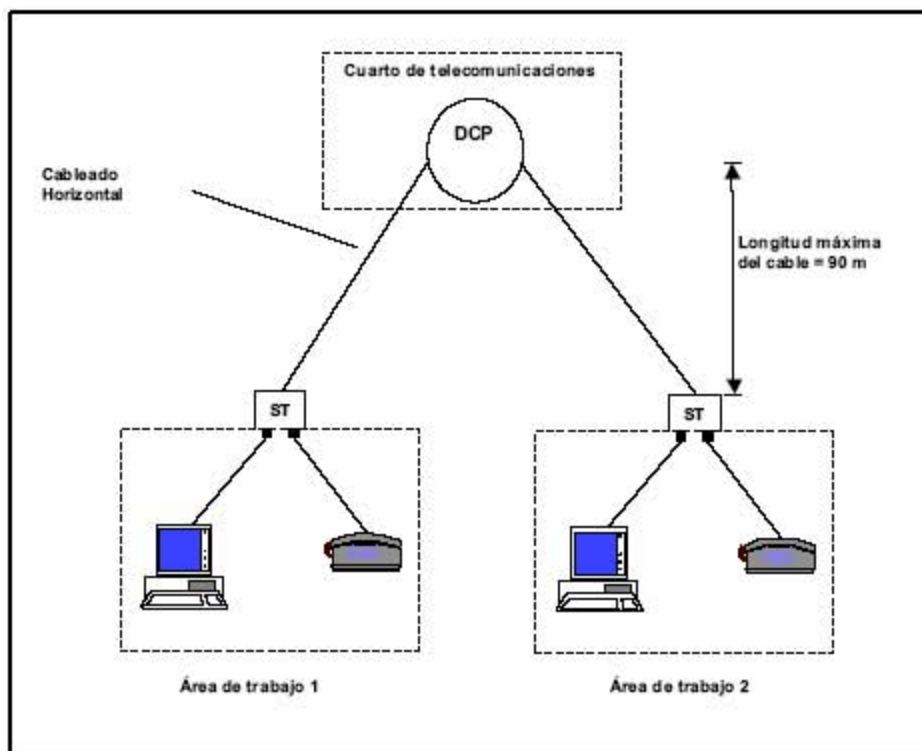 Cuarto de telecomunicaciones
DCP
Cableado
Horizontal
Longitud máxima
del cable = 90 m
ST
ST
Área de trabajo 1
Área de trabajo 2